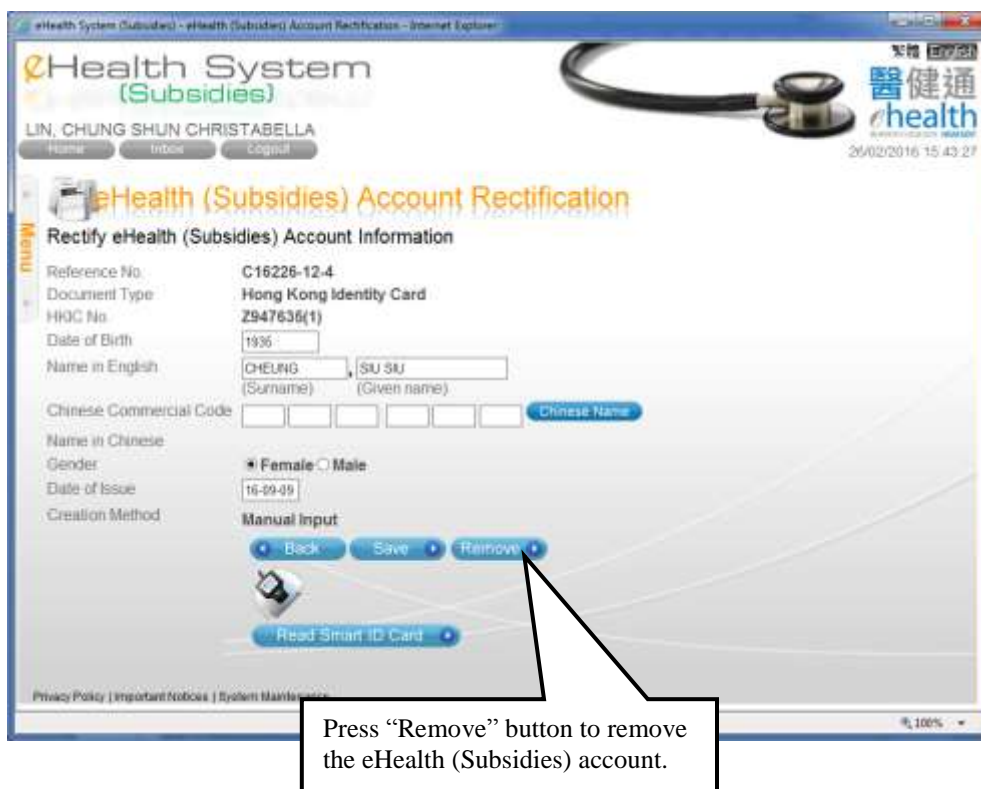 eHealth System (Subsidies) - eHealth (Subsidies) Account Rectification - Internet Explorer
繁體 English
eHealth System
(Subsidies)
醫健通
ehealth
LIN, CHUNG SHUN CHRISTABELLA
Home Inbox Logout
26/02/2016 15:43:27
eHealth (Subsidies) Account Rectification
Menu
Rectify eHealth (Subsidies) Account Information
Reference No. C16226-12-4
Document Type Hong Kong Identity Card
HKIC No. Z947635(1)
Date of Birth 1936
Name in English CHEUNG , SIU SIU
(Surname) (Given name)
Chinese Commercial Code Chinese Name
Name in Chinese
Gender Female Male
Date of Issue 16-09-09
Creation Method Manual Input
Back Save Remove
Read Smart ID Card
Privacy Policy | Important Notices | System Maintenance
100%
Press “Remove” button to remove
the eHealth (Subsidies) account.